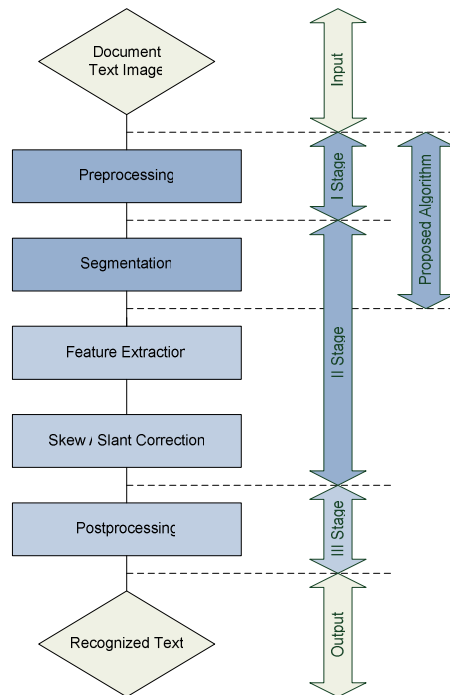 Document
Text Image
Input
Preprocessing
I Stage
Proposed Algorithm
Segmentation
Feature Extraction
II Stage
Skew / Slant Correction
Postprocessing
III Stage
Recognized Text
Output